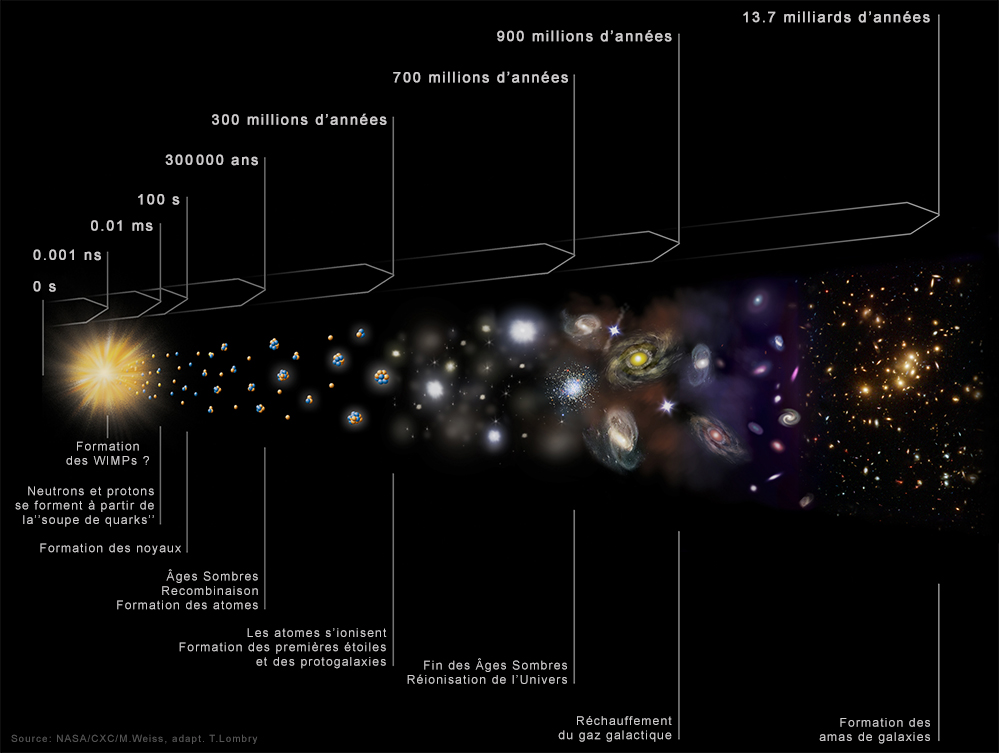 13.7 milliards d'années
900 millions d'années
700 millions d'années
300 millions d'années
300000 ans
100 s
0.01 ms
0.001 ns
0 s
Formation
des WIMPs ?
Neutrons et protons
se forment à partir de
la''soupe de quarks''
Formation des noyaux
Âges Sombres
Recombinaison
Formation des atomes
Les atomes s'ionisent
Formation des premières étoiles
et des protogalaxies
Fin des Âges Sombres
Réionisation de l'Univers
Réchauffement
du gaz galactique
Formation des
amas de galaxies
Source: NASA/CXC/M.Weiss, adapt. T.Lombry